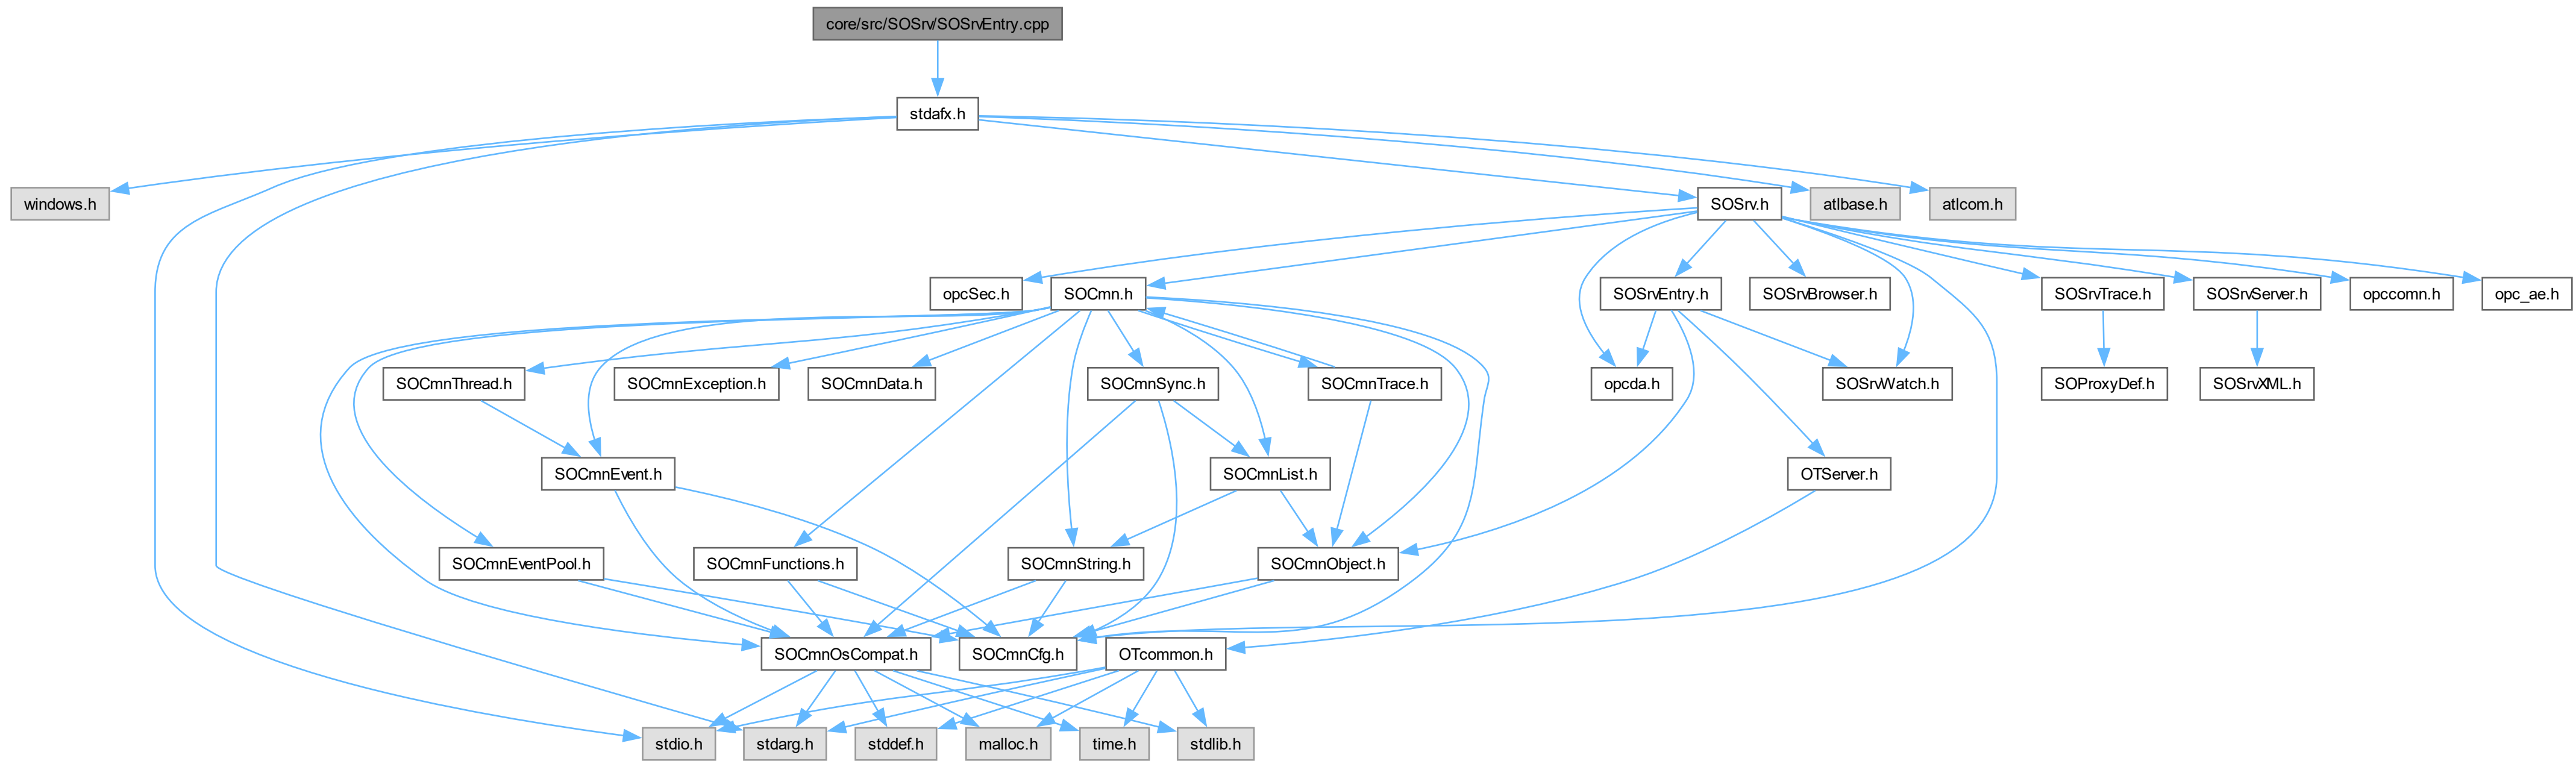 core/src/SOSrv/SOSrvEntry.cpp
stdafx.h
windows.h
SOSrv.h
atlbase.h
atlcom.h
opcSec.h
SOCmn.h
SOSrvEntry.h
SOSrvBrowser.h
SOSrvTrace.h
SOSrvServer.h
opccomn.h
opc_ae.h
SOCmnThread.h
SOCmnException.h
SOCmnData.h
SOCmnSync.h
SOCmnTrace.h
opcda.h
SOSrvWatch.h
SOProxyDef.h
SOSrvXML.h
SOCmnEvent.h
SOCmnList.h
OTServer.h
SOCmnEventPool.h
SOCmnFunctions.h
SOCmnString.h
SOCmnObject.h
SOCmnOsCompat.h
SOCmnCfg.h
OTcommon.h
stdio.h
stdarg.h
stddef.h
malloc.h
time.h
stdlib.h